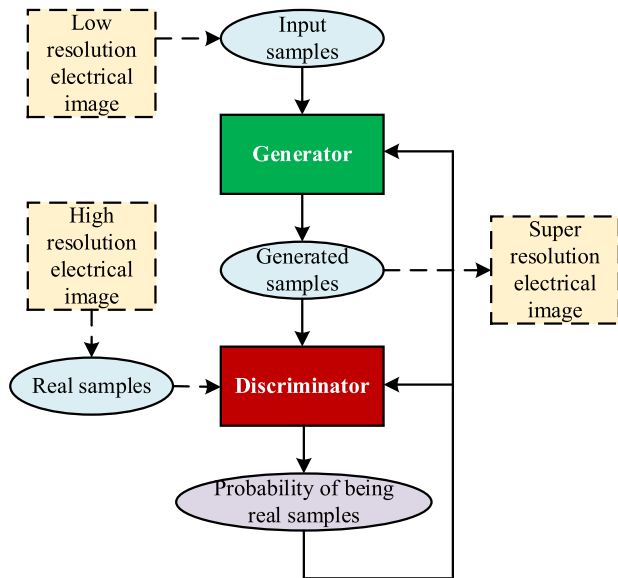 Low
resolution
electrical
image
Input
samples
Generator
High
resolution
electrical
image
Generated
samples
Super
resolution
electrical
image
Real samples
Discriminator
Probability of being
real samples